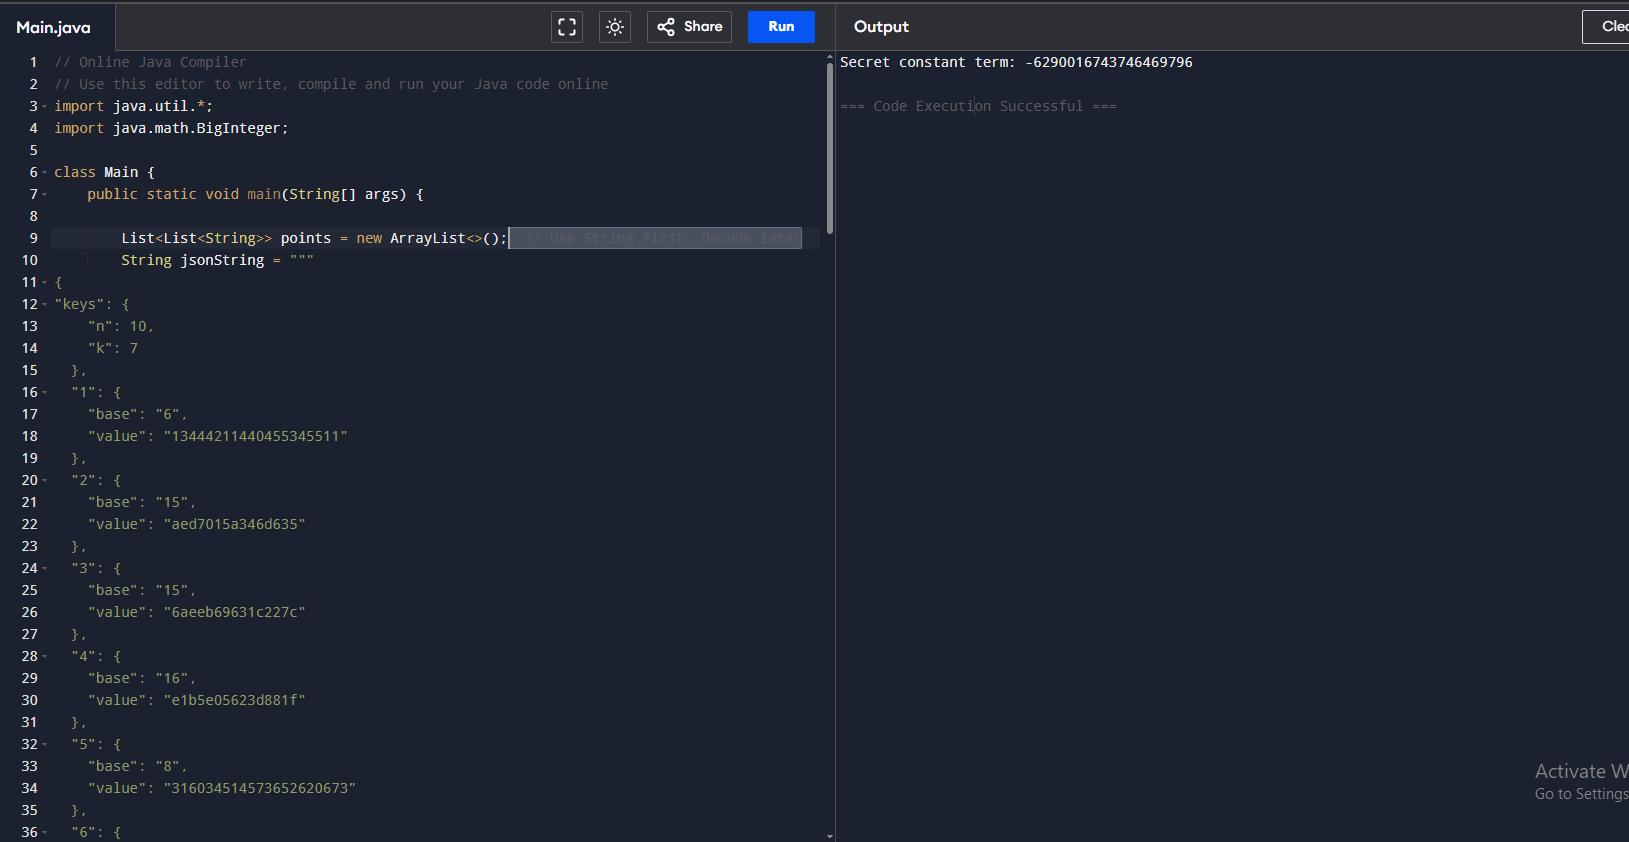 Main.java
Share
Run
Output
1 // Online Java Compiler
2 // Use this editor to write, compile and run your Java code online
3 import java.util.*;
4 import java.math.BigInteger;
5
6 class Main {
7 public static void main(String[] args) {
8
9 List<List<String>> points = new ArrayList<>(); // Use String first, decode later
10 String jsonString = """
11 {
12 "keys": {
13 "n": 10,
14 "k": 7
15 },
16 "1": {
17 "base": "6",
18 "value": "13444211440455345511"
19 },
20 "2": {
21 "base": "15",
22 "value": "aed7015a346d635"
23 },
24 "3": {
25 "base": "15",
26 "value": "6aeeb69631c227c"
27 },
28 "4": {
29 "base": "16",
30 "value": "e1b5e05623d881f"
31 },
32 "5": {
33 "base": "8",
34 "value": "316034514573652620673"
35 },
36 "6": {
Secret constant term: -6290016743746469796
=== Code Execution Successful ===
Activate W
Go to Settings